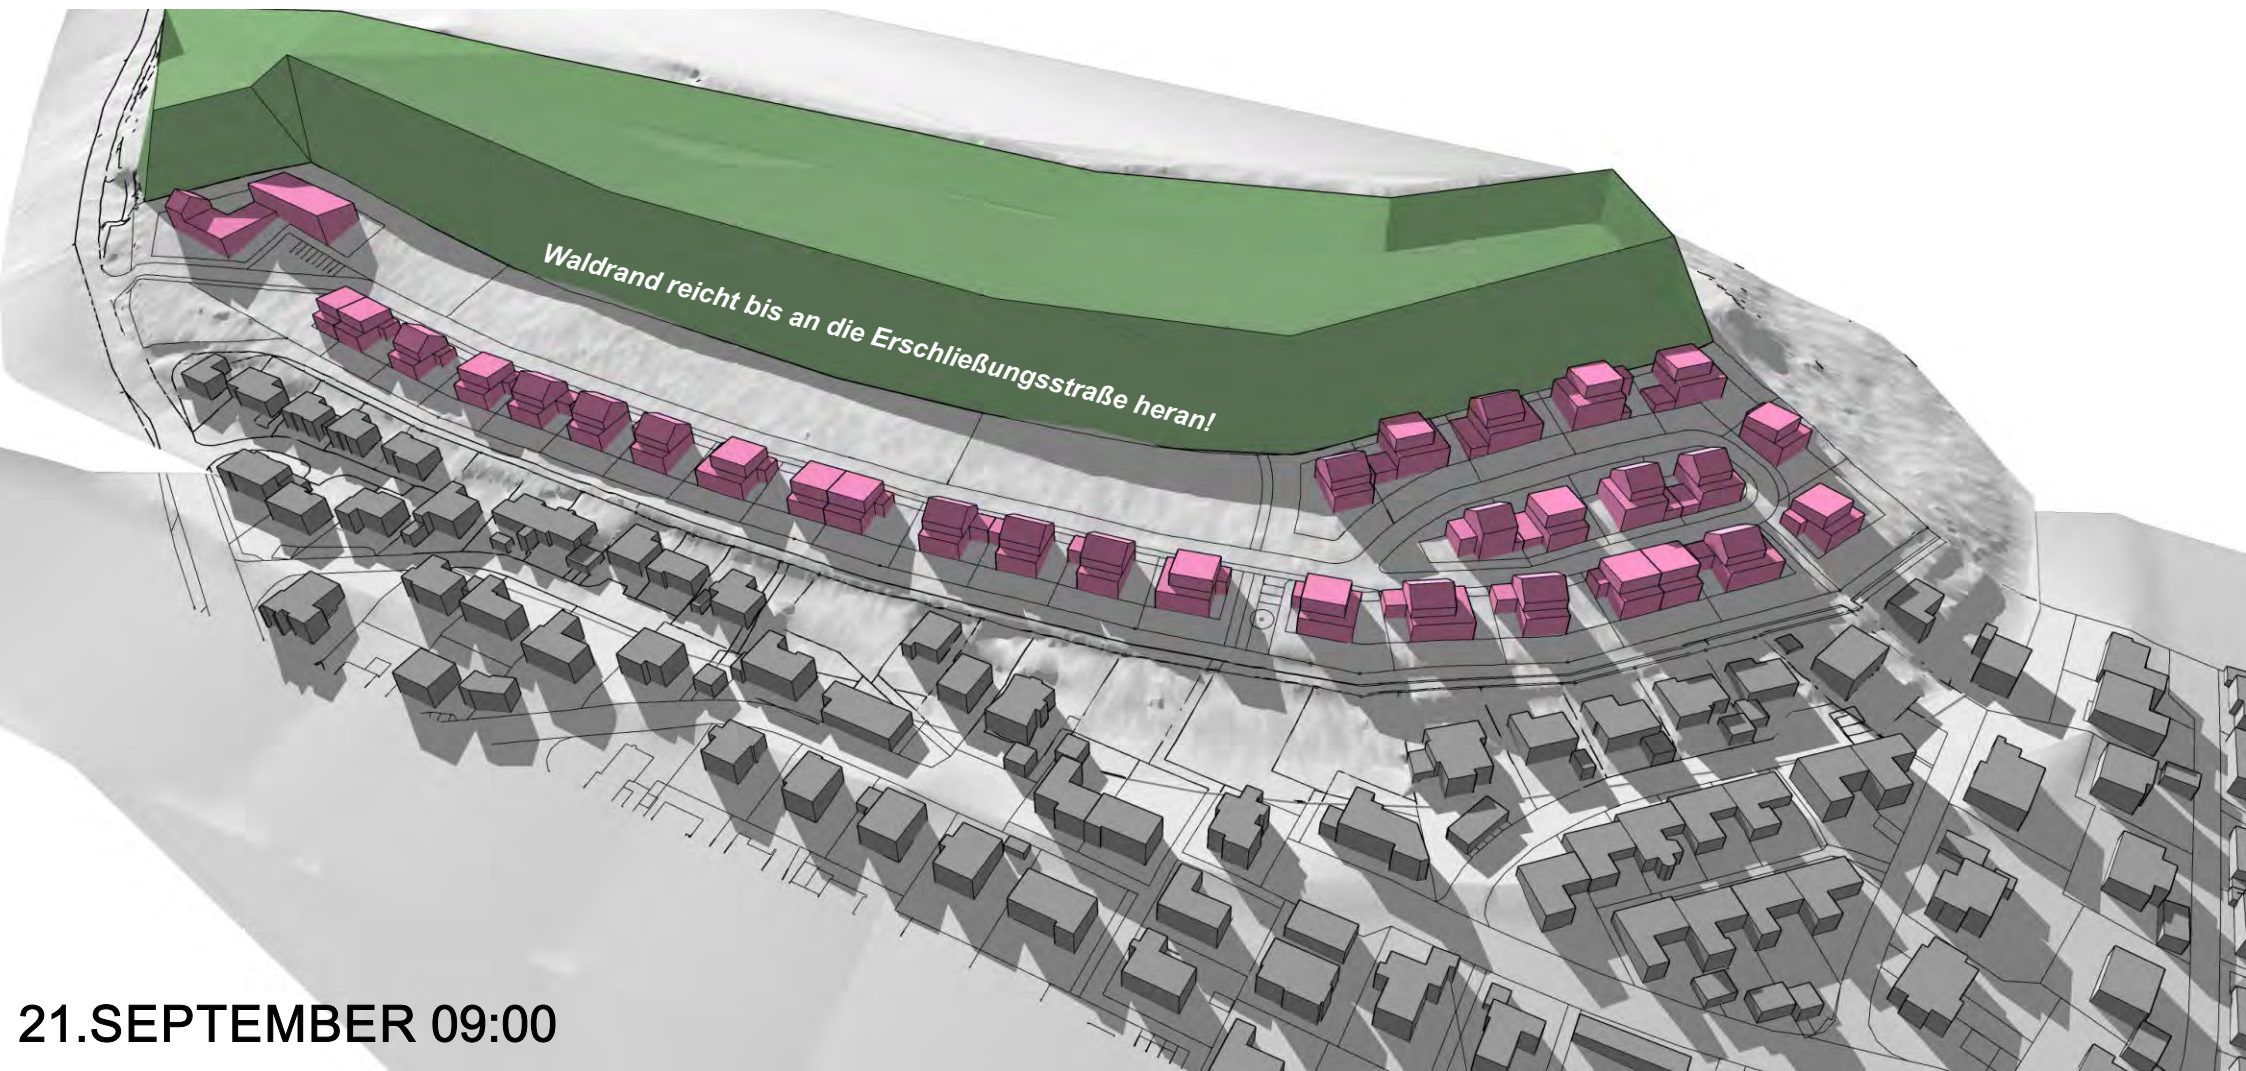 Waldrand reicht bis an die Erschließungsstraße heran!
21.SEPTEMBER 09:00